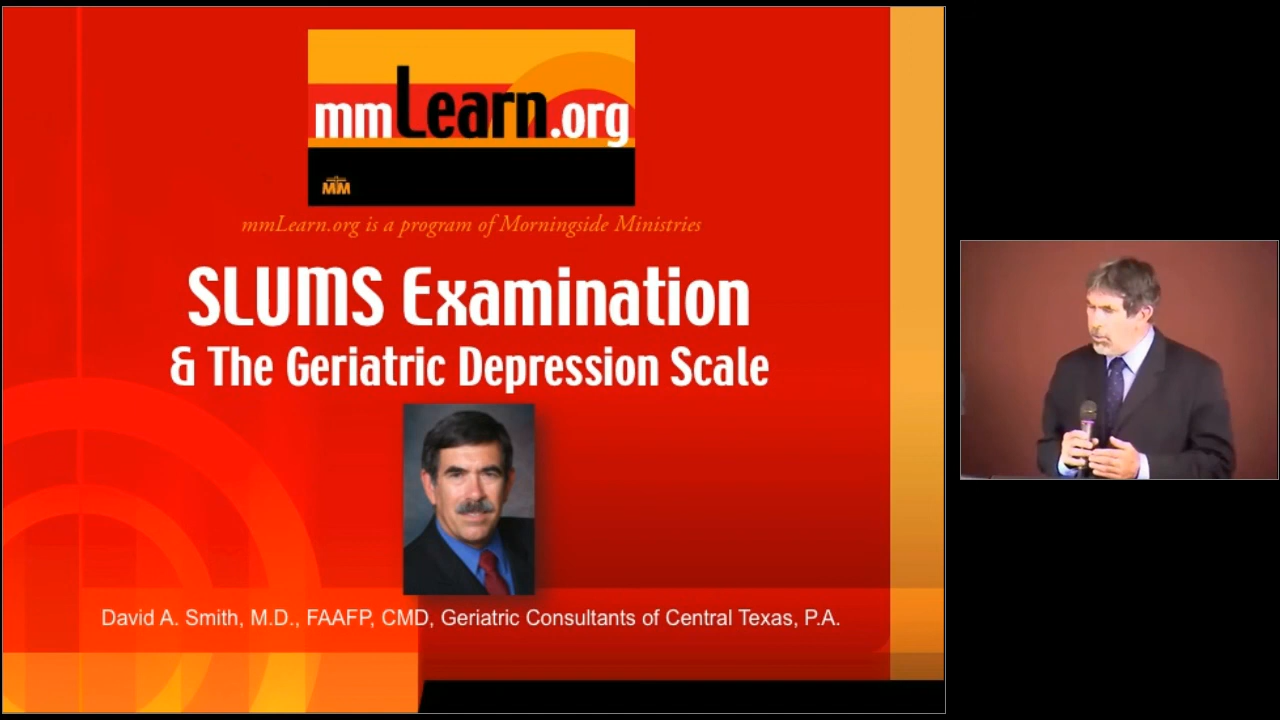 mmLearn.org
MM
mmLearn.org is a program of Morningside Ministries
SLUMS Examination
& The Geriatric Depression Scale
David A. Smith, M.D., FAAFP, CMD, Geriatric Consultants of Central Texas, P.A.